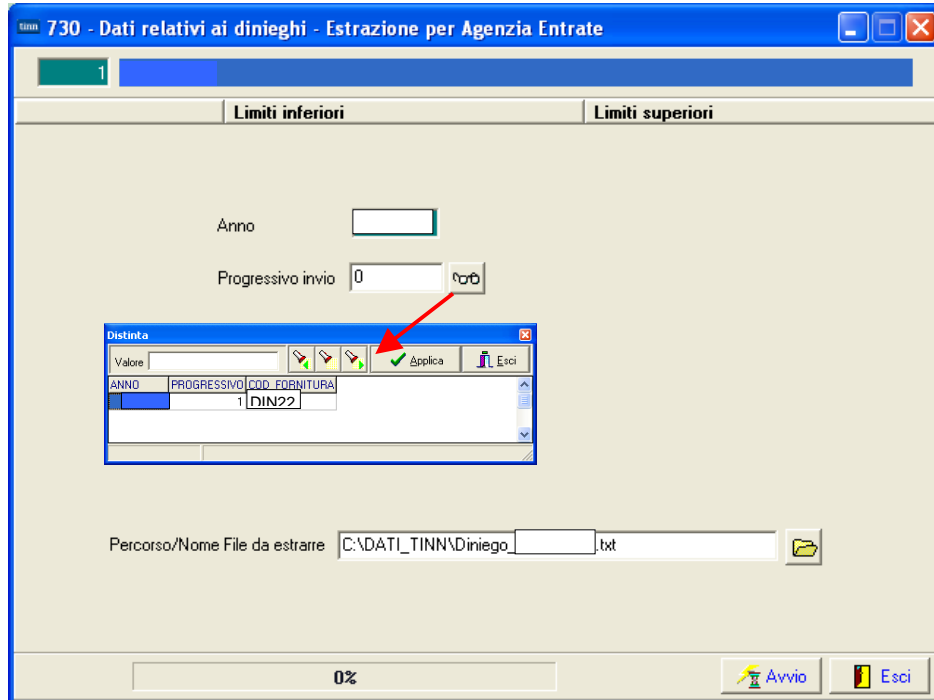 tinn 730 - Dati relativi ai dinieghi - Estrazione per Agenzia Entrate
1
Limiti inferiori Limiti superiori
Anno
Progressivo invio 0
Distinta
Valore Applica Esci
ANNO PROGRESSIVO COD_FORNITURA
1 DIN22
Percorso/Nome File da estrarre C:\DATI_TINN\Diniego_ .txt
0% Avvio Esci